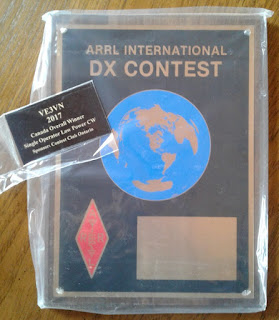 ARRL INTERNATIONAL
DX CONTEST
VE3VN
2017
Canada Overall Winner
Single Operator Low Power CW
Sponsor: Contest Club Ontario